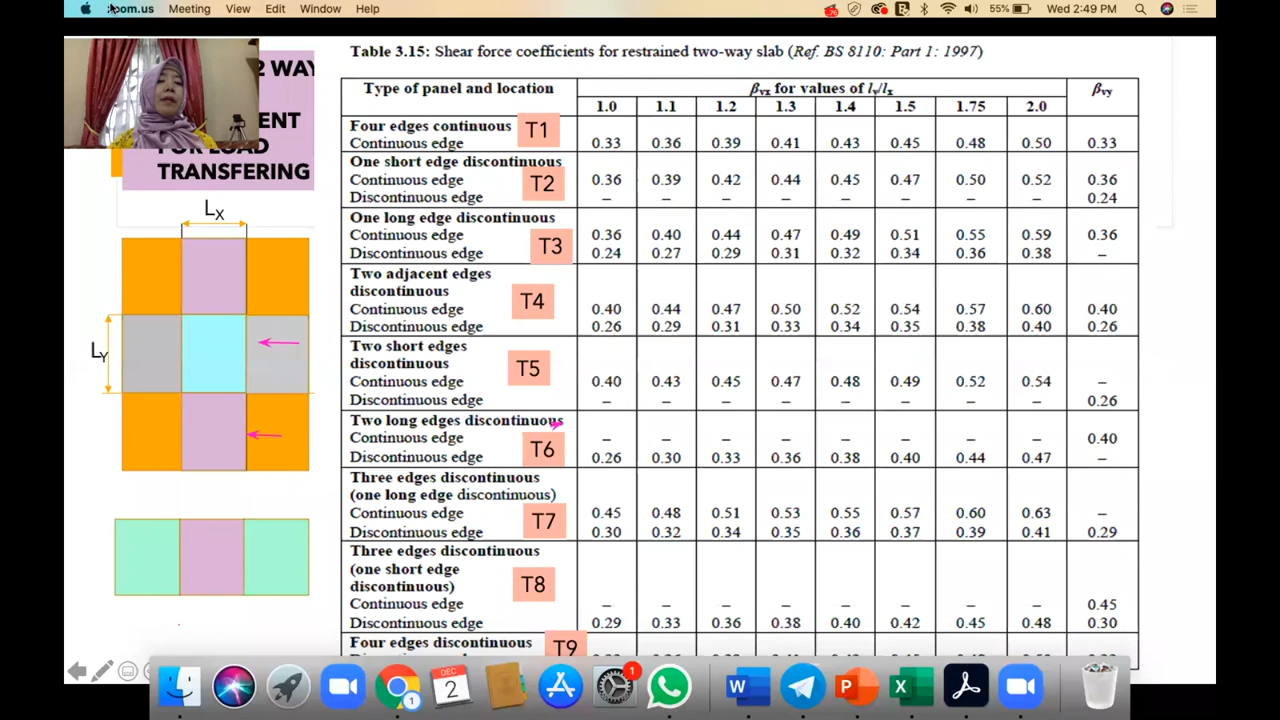 zoom.us Meeting View Edit Window Help 55% Wed 2:49 PM
2 WAY
ENT
FOR LOAD
TRANSFERING
LX
LY
Table 3.15: Shear force coefficients for restrained two-way slab (Ref. BS 8110: Part 1: 1997)
Type of panel and location βvx for values of ly/lx βvy
1.0 1.1 1.2 1.3 1.4 1.5 1.75 2.0
Four edges continuous T1
Continuous edge 0.33 0.36 0.39 0.41 0.43 0.45 0.48 0.50 0.33
One short edge discontinuous T2
Continuous edge 0.36 0.39 0.42 0.44 0.45 0.47 0.50 0.52 0.36
Discontinuous edge – – – – – – – – 0.24
One long edge discontinuous T3
Continuous edge 0.36 0.40 0.44 0.47 0.49 0.51 0.55 0.59 0.36
Discontinuous edge 0.24 0.27 0.29 0.31 0.32 0.34 0.36 0.38 –
Two adjacent edges
discontinuous T4
Continuous edge 0.40 0.44 0.47 0.50 0.52 0.54 0.57 0.60 0.40
Discontinuous edge 0.26 0.29 0.31 0.33 0.34 0.35 0.38 0.40 0.26
Two short edges
discontinuous T5
Continuous edge 0.40 0.43 0.45 0.47 0.48 0.49 0.52 0.54 –
Discontinuous edge – – – – – – – – 0.26
Two long edges discontinuous T6
Continuous edge – – – – – – – – 0.40
Discontinuous edge 0.26 0.30 0.33 0.36 0.38 0.40 0.44 0.47 –
Three edges discontinuous
(one long edge discontinuous) T7
Continuous edge 0.45 0.48 0.51 0.53 0.55 0.57 0.60 0.63 –
Discontinuous edge 0.30 0.32 0.34 0.35 0.36 0.37 0.39 0.41 0.29
Three edges discontinuous
(one short edge
discontinuous) T8
Continuous edge – – – – – – – – 0.45
Discontinuous edge 0.29 0.33 0.36 0.38 0.40 0.42 0.45 0.48 0.30
Four edges discontinuous T9
DEC
2
1
1
W P X